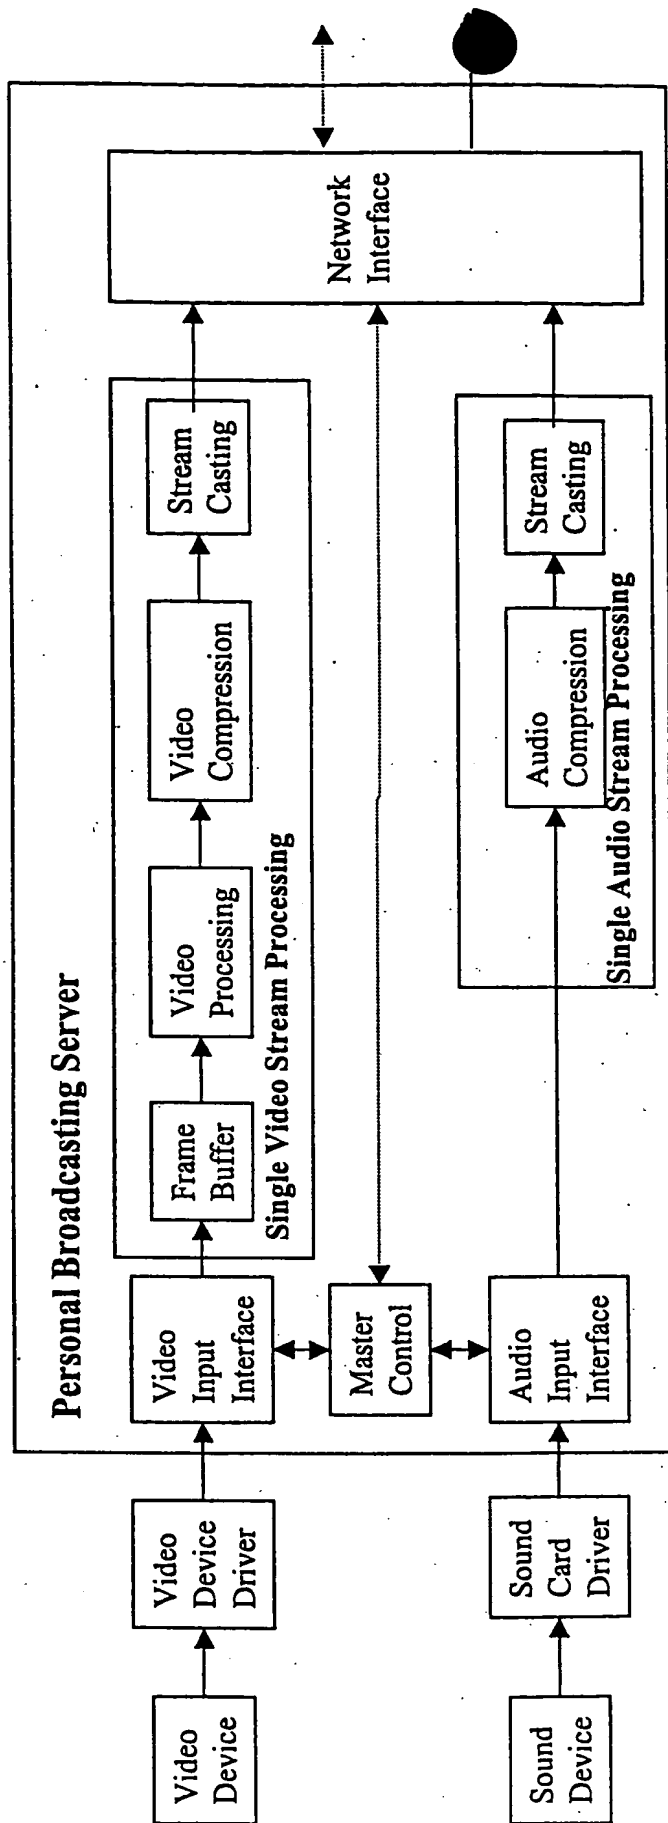 Personal Broadcasting Server
Video
Device
Video
Device
Driver
Video
Input
Interface
Frame
Buffer
Video
Processing
Video
Compression
Stream
Casting
Single Video Stream Processing
Master
Control
Network
Interface
Sound
Device
Sound
Card
Driver
Audio
Input
Interface
Audio
Compression
Stream
Casting
Single Audio Stream Processing